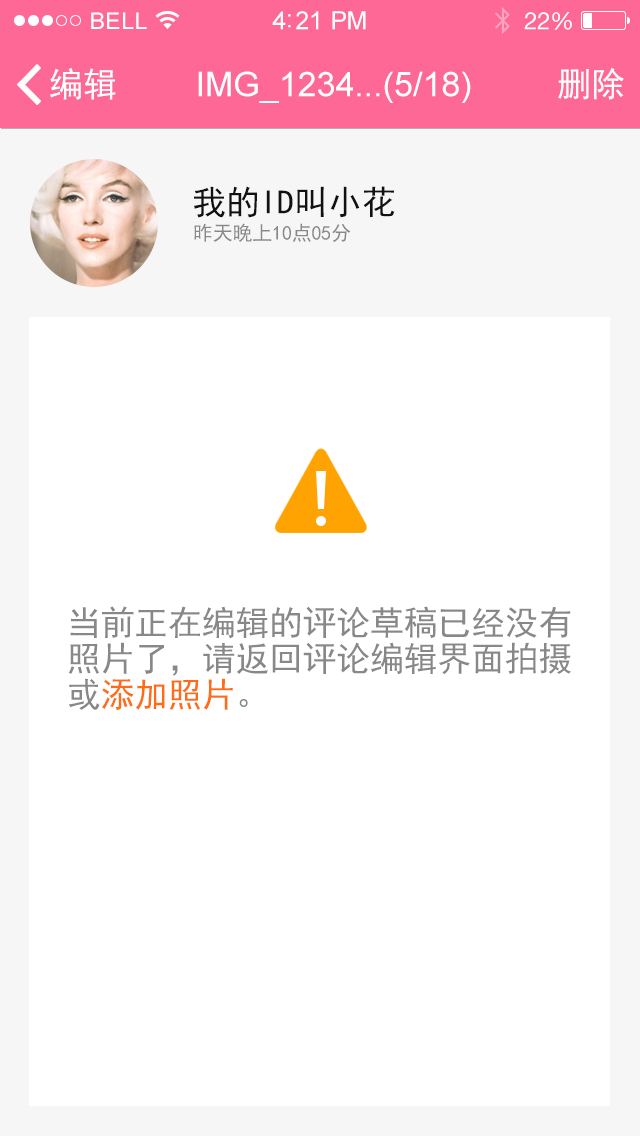 BELL 4:21 PM 22%
编辑 IMG_1234...(5/18) 删除
我的ID叫小花
昨天晚上10点05分
当前正在编辑的评论草稿已经没有
照片了，请返回评论编辑界面拍摄
或添加照片。